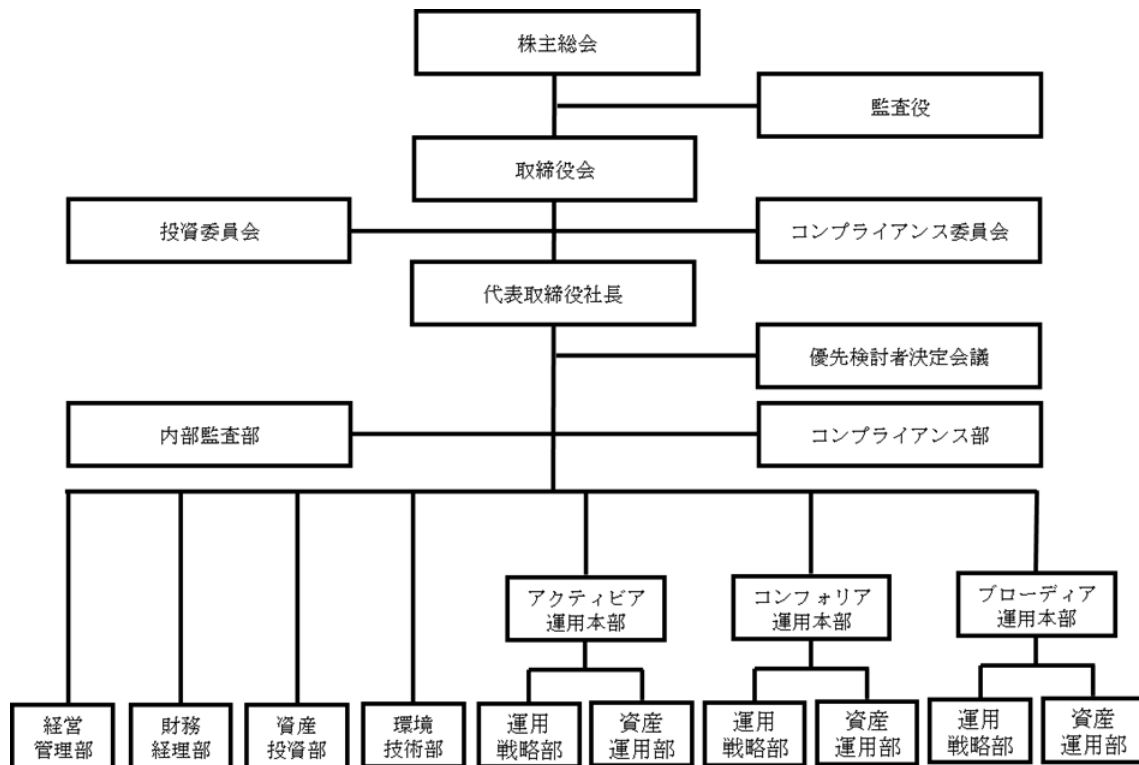 株主総会
監査役
取締役会
投資委員会
コンプライアンス委員会
代表取締役社長
優先検討者決定会議
内部監査部
コンプライアンス部
アクティビア
運用本部
コンフォリア
運用本部
ブローディア
運用本部
経営
管理部
財務
経理部
資産
投資部
環境
技術部
運用
戦略部
資産
運用部
運用
戦略部
資産
運用部
運用
戦略部
資産
運用部